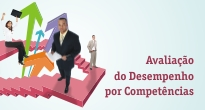 Avaliação
do Desempenho
por Competências